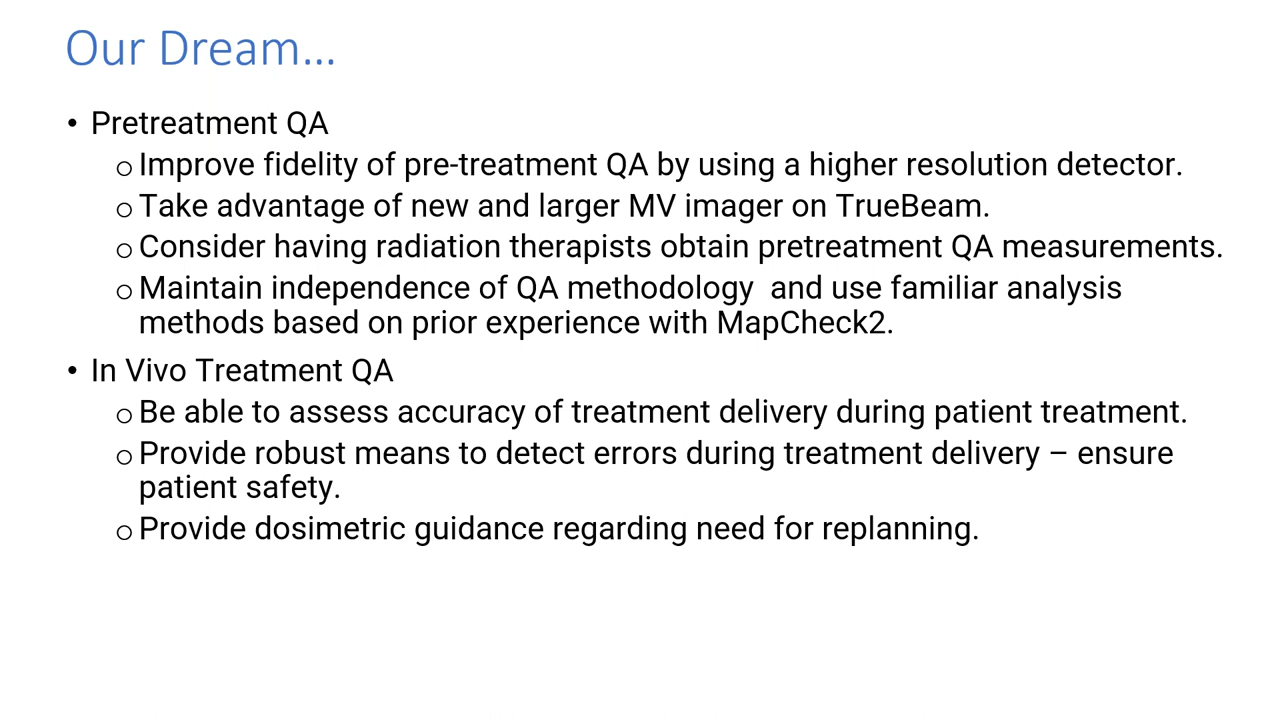 Our Dream...
• Pretreatment QA
o Improve fidelity of pre-treatment QA by using a higher resolution detector.
o Take advantage of new and larger MV imager on TrueBeam.
o Consider having radiation therapists obtain pretreatment QA measurements.
o Maintain independence of QA methodology  and use familiar analysis
methods based on prior experience with MapCheck2.
• In Vivo Treatment QA
o Be able to assess accuracy of treatment delivery during patient treatment.
o Provide robust means to detect errors during treatment delivery – ensure
patient safety.
o Provide dosimetric guidance regarding need for replanning.